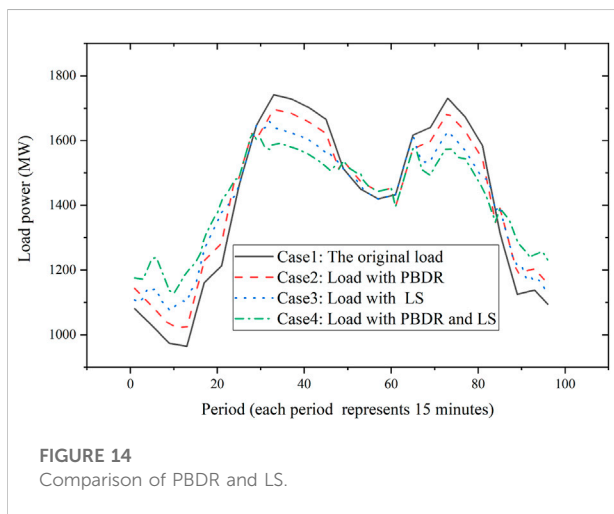 1800
1600
1400
1200
1000
Load power (MW)
Case1: The original load
Case2: Load with PBDR
Case3: Load with LS
Case4: Load with PBDR and LS
0 20 40 60 80 100
Period (each period represents 15 minutes)
FIGURE 14
Comparison of PBDR and LS.